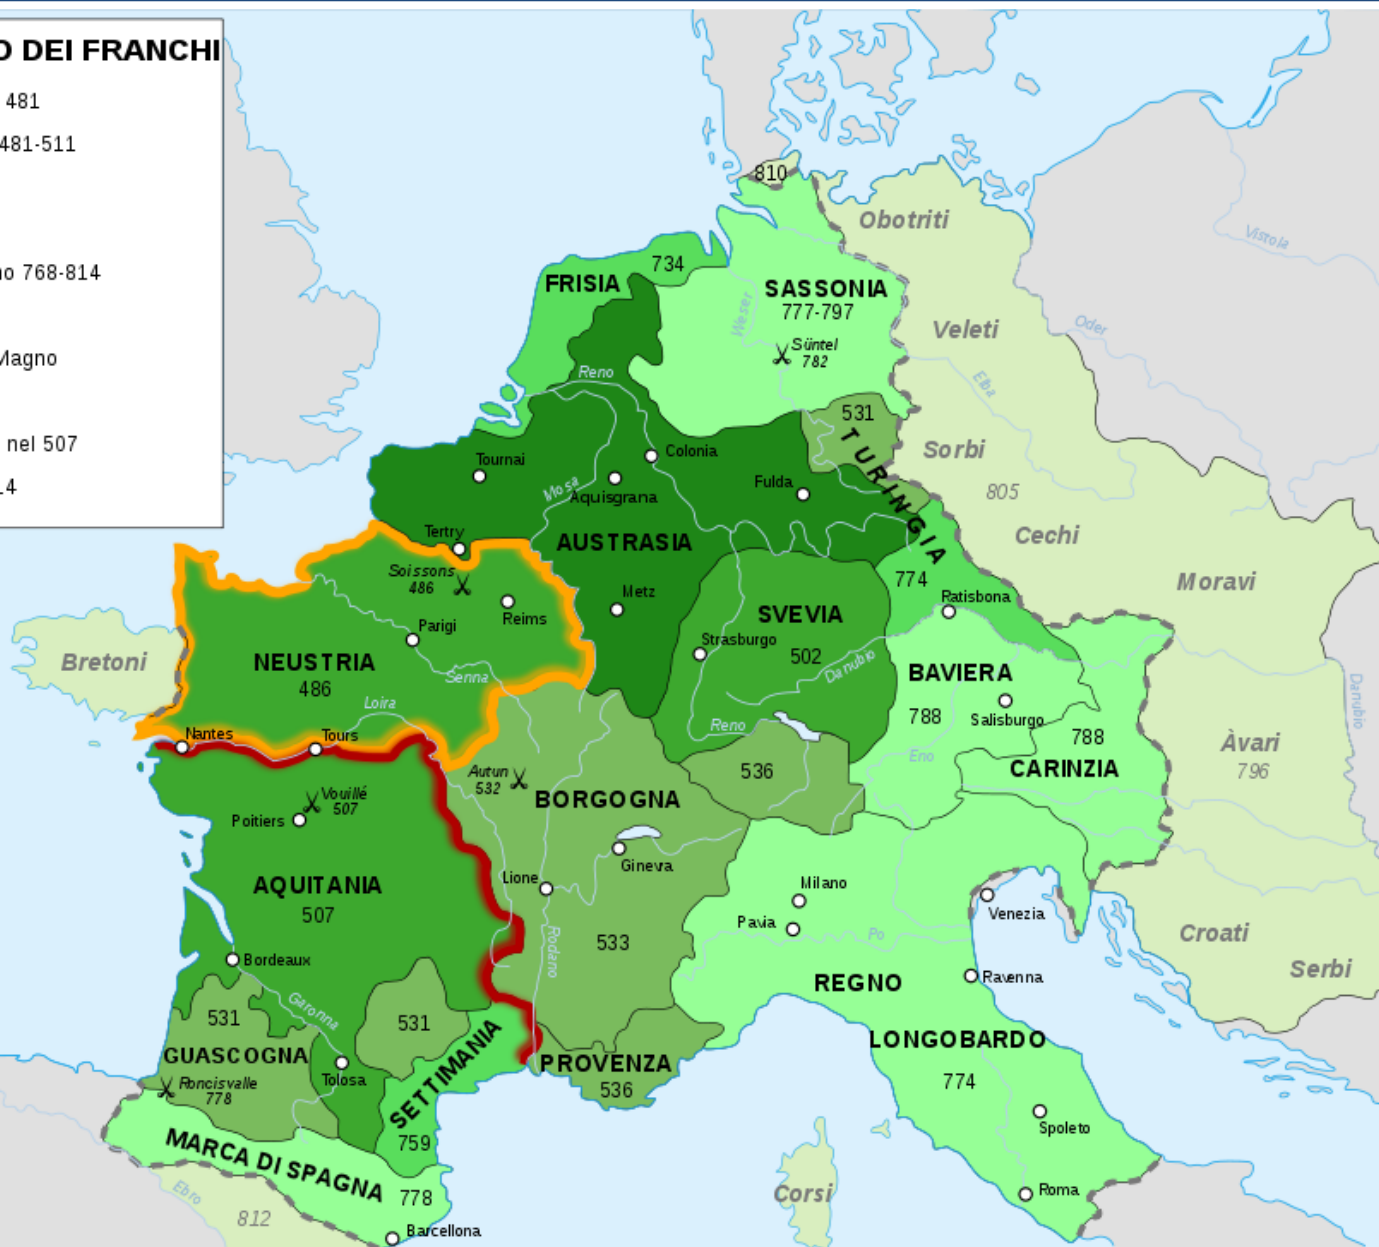 O DEI FRANCHI
481
481-511
no 768-814
Magno
nel 507
14
810
Obotriti
Vistola
734
FRISIA
SASSONIA
777-797
Weser
Veleti
Oder
Süntel
782
Reno
Elba
531
TURINGIA
Sorbi
Tournai
Colonia
Fulda
805
Mosa
Aquisgrana
Cechi
Tertry
AUSTRASIA
Soissons
486
774
Moravi
Metz
Ratisbona
Reims
SVEVIA
Parigi
Strasburgo
502
Bretoni
NEUSTRIA
486
Senna
Danubio
BAVIERA
Danubio
Loira
788
Salisburgo
Reno
Nantes
Tours
788
Àvari
796
Eno
CARINZIA
Autun
532
536
Vouillé
507
BORGOGNA
Poitiers
Ginevra
AQUITANIA
507
Lione
Milano
Venezia
Pavia
Po
Croati
533
Rodano
Bordeaux
Serbi
REGNO
Ravenna
Garonna
531
531
LONGOBARDO
774
GUASCOGNA
SETTIMANIA
PROVENZA
536
Tolosa
Roncisvalle
778
Spoleto
759
MARCA DI SPAGNA
778
Corsi
Roma
Ebro
812
Barcellona